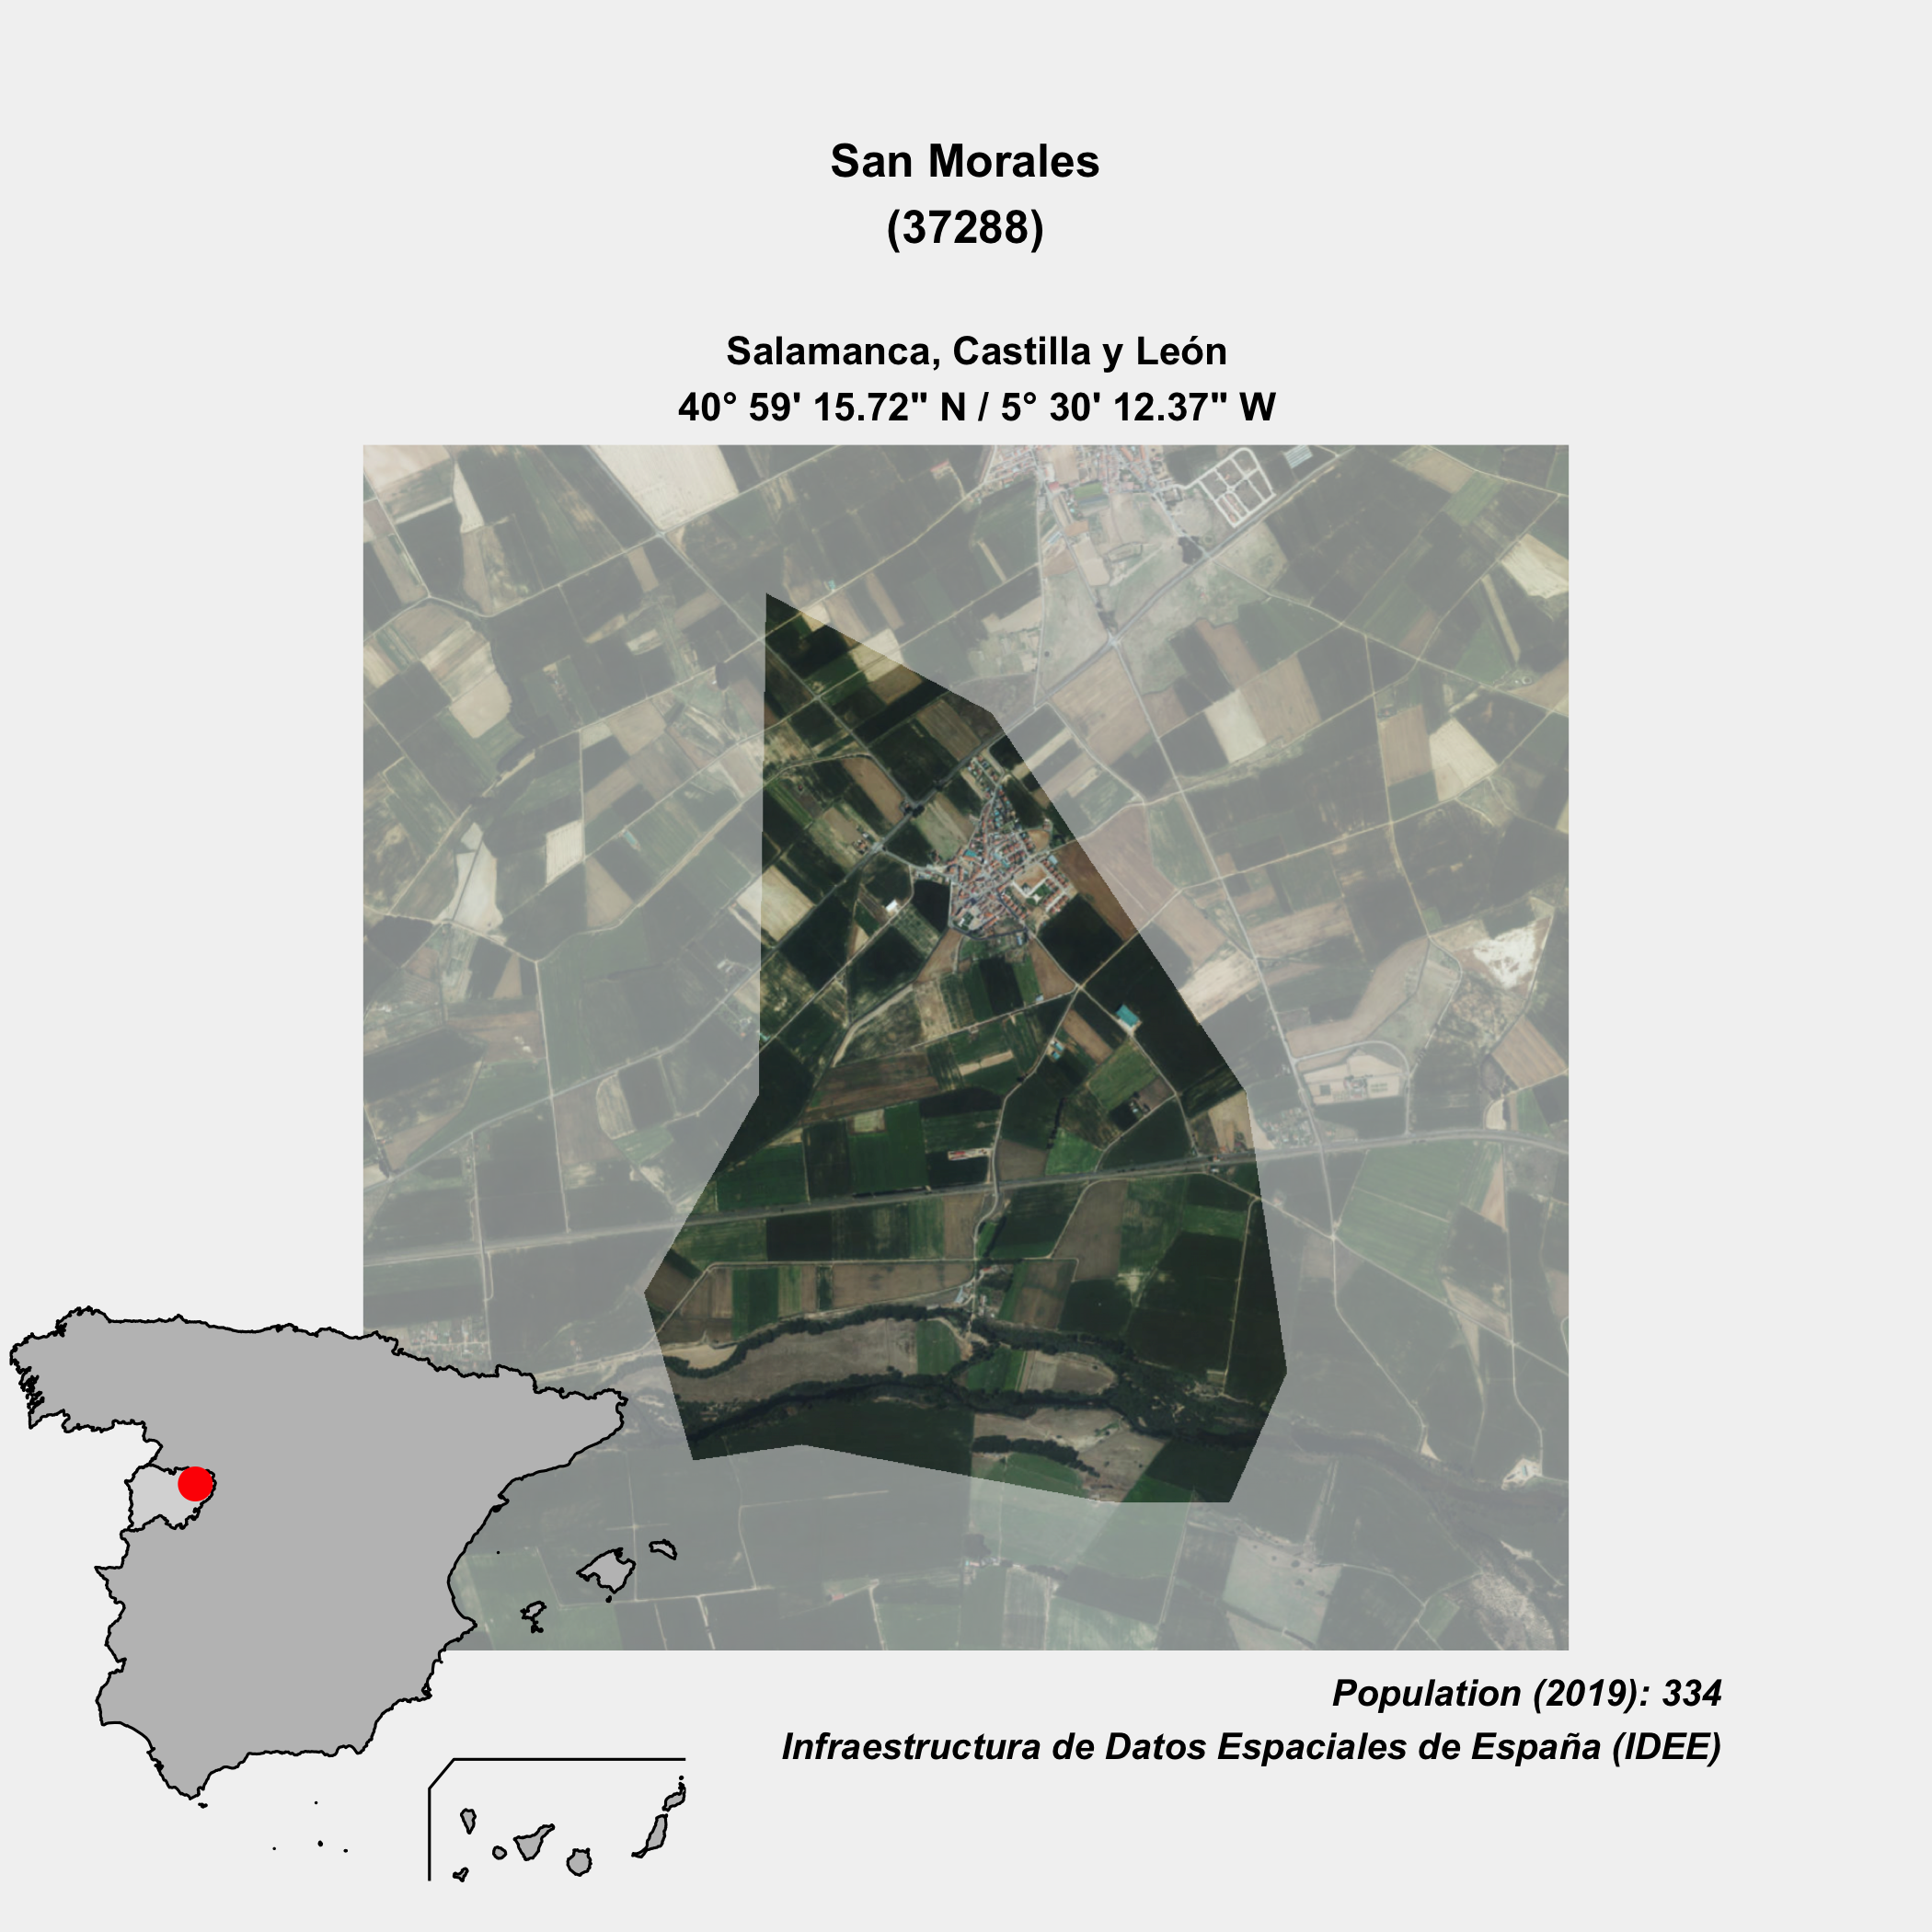 San Morales
(37288)
Salamanca, Castilla y León
40° 59' 15.72" N / 5° 30' 12.37" W
Population (2019): 334
Infraestructura de Datos Espaciales de España (IDEE)